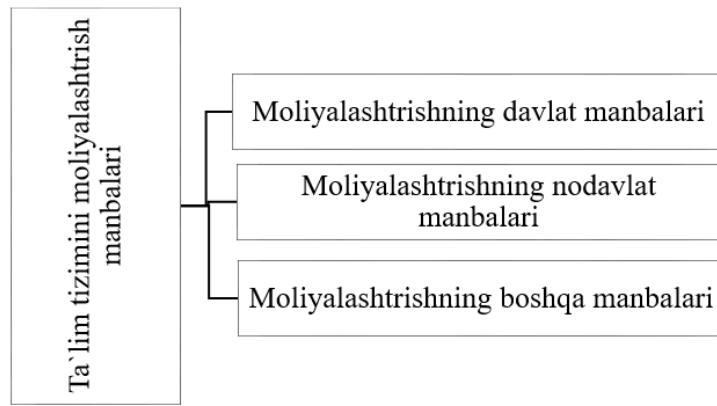 Ta`lim tizimini moliyalashtrish
manbalari
Moliyalashtrishning davlat manbalari
Moliyalashtrishning nodavlat
manbalari
Moliyalashtrishning boshqa manbalari